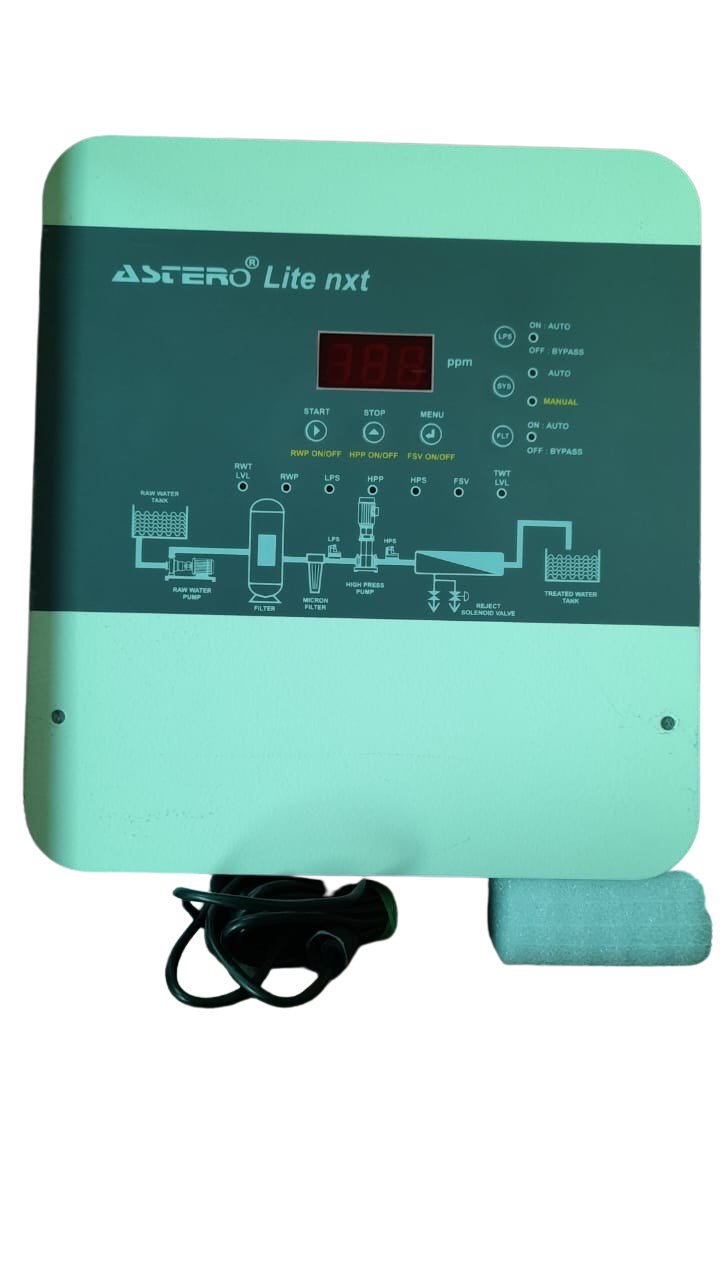 ASTERO® Lite nxt
ppm
LPS
ON : AUTO
OFF : BYPASS
SYS
AUTO
MANUAL
FLT
ON : AUTO
OFF : BYPASS
START
STOP
MENU
RWP ON/OFF
HPP ON/OFF
FSV ON/OFF
RWT
LVL
RWP
LPS
HPP
HPS
FSV
TWT
LVL
RAW WATER
TANK
RAW WATER
PUMP
FILTER
MICRON
FILTER
LPS
HIGH PRESS
PUMP
HPS
REJECT
SOLENOID VALVE
TREATED WATER
TANK